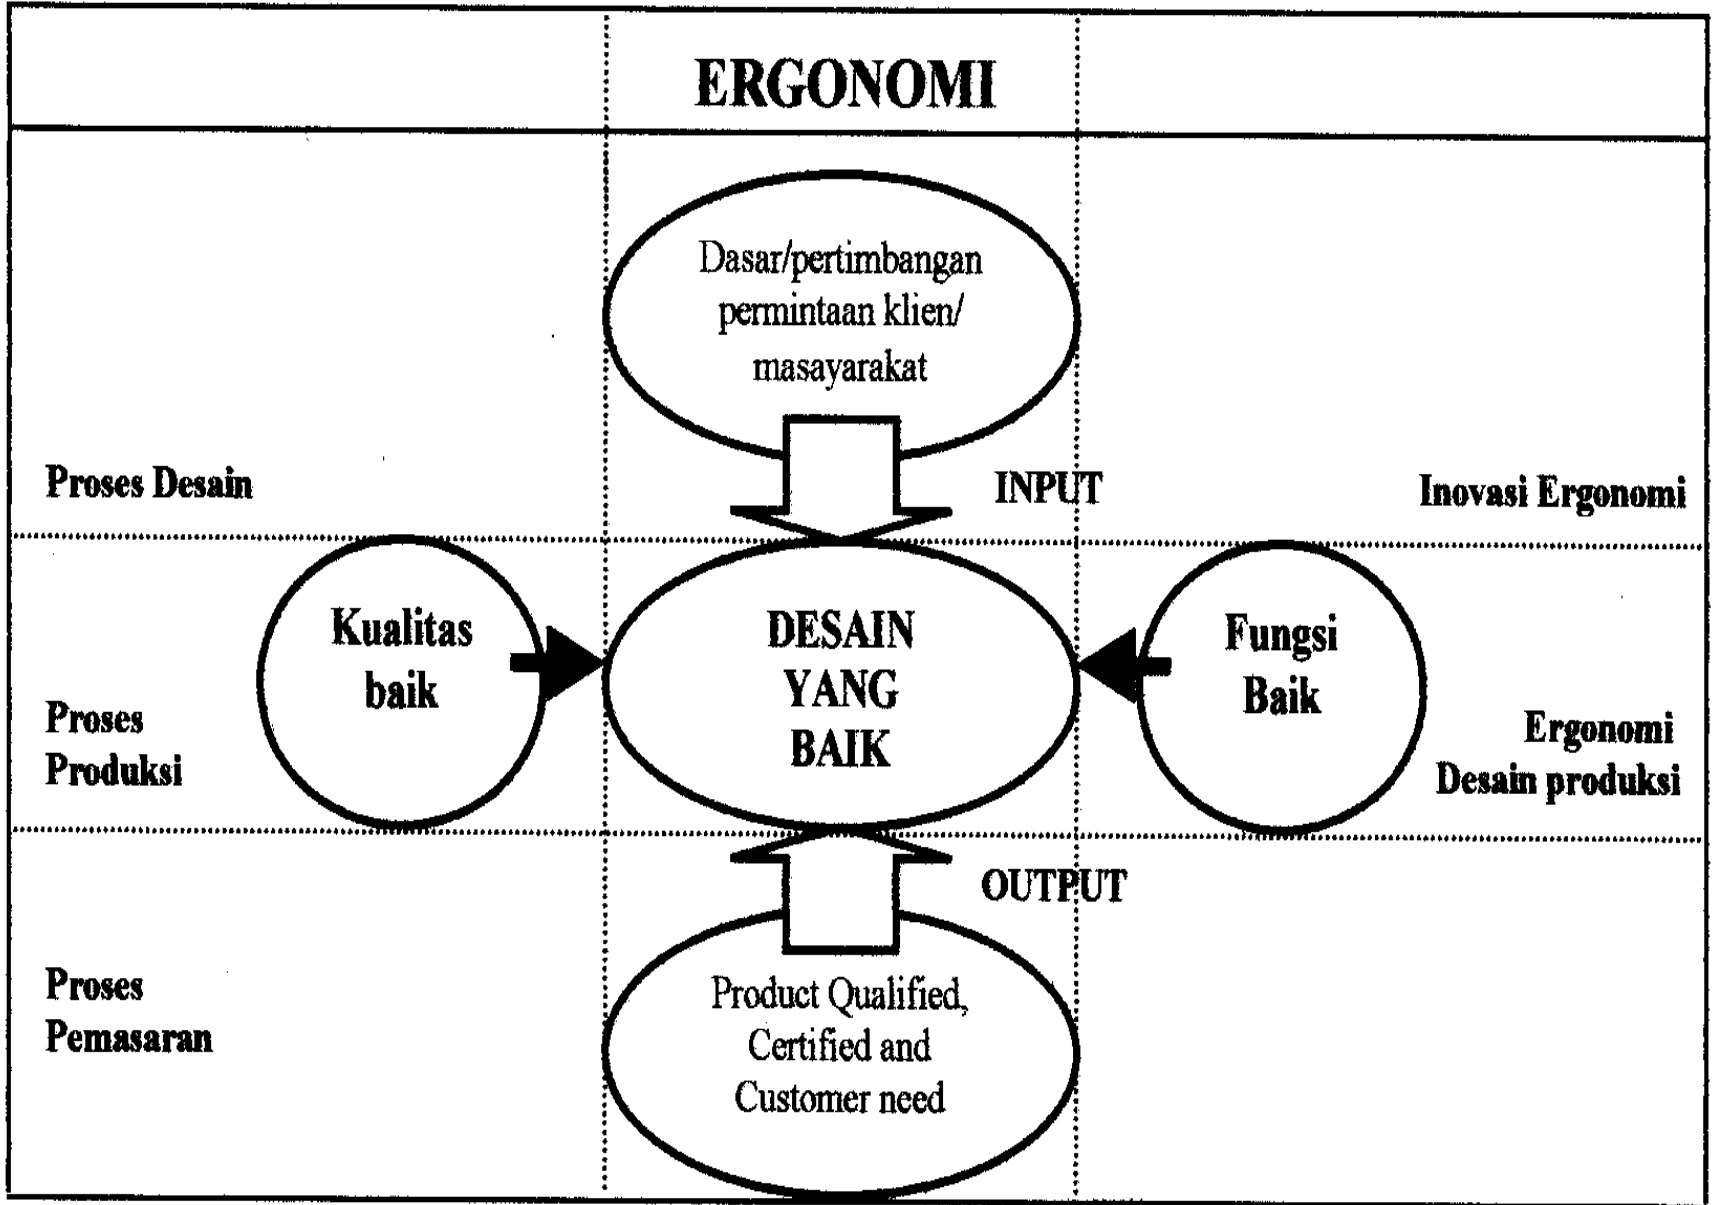 ERGONOMI
Dasar/pertimbangan
permintaan klien/
masayarakat
Proses Desain
INPUT
Inovasi Ergonomi
Kualitas
baik
DESAIN
YANG
BAIK
Fungsi
Baik
Proses
Produksi
Ergonomi
Desain produksi
OUTPUT
Proses
Pemasaran
Product Qualified,
Certified and
Customer need